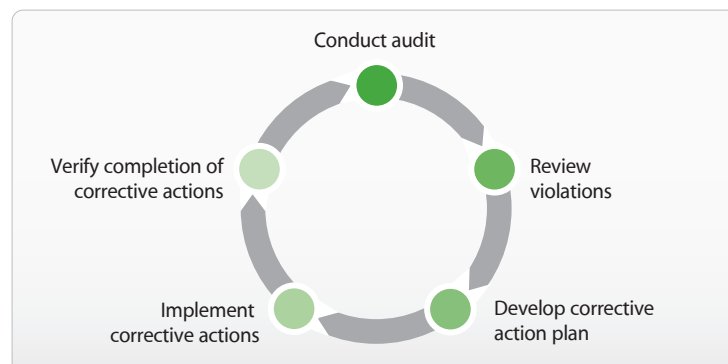 Conduct audit
Review
violations
Develop corrective
action plan
Implement
corrective actions
Verify completion of
corrective actions